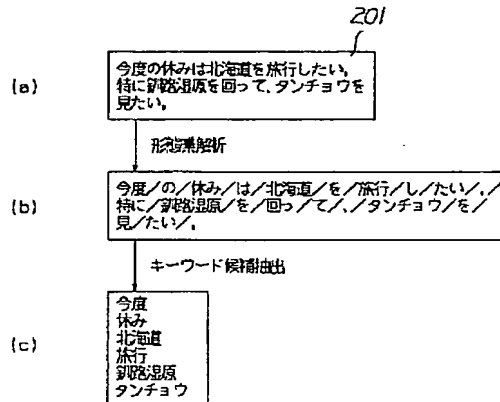 201
(a)
今度の休みは北海道を旅行したい。
特に釧路湿原を回って、タンチョウを
見たい。
形態素解析
(b)
今度／の／休み／は／北海道／を／旅行／し／たい／。／
特に／釧路湿原／を／回っ／て／、／タンチョウ／を／
見／たい／。
キーワード候補抽出
(c)
今度
休み
北海道
旅行
釧路湿原
タンチョウ